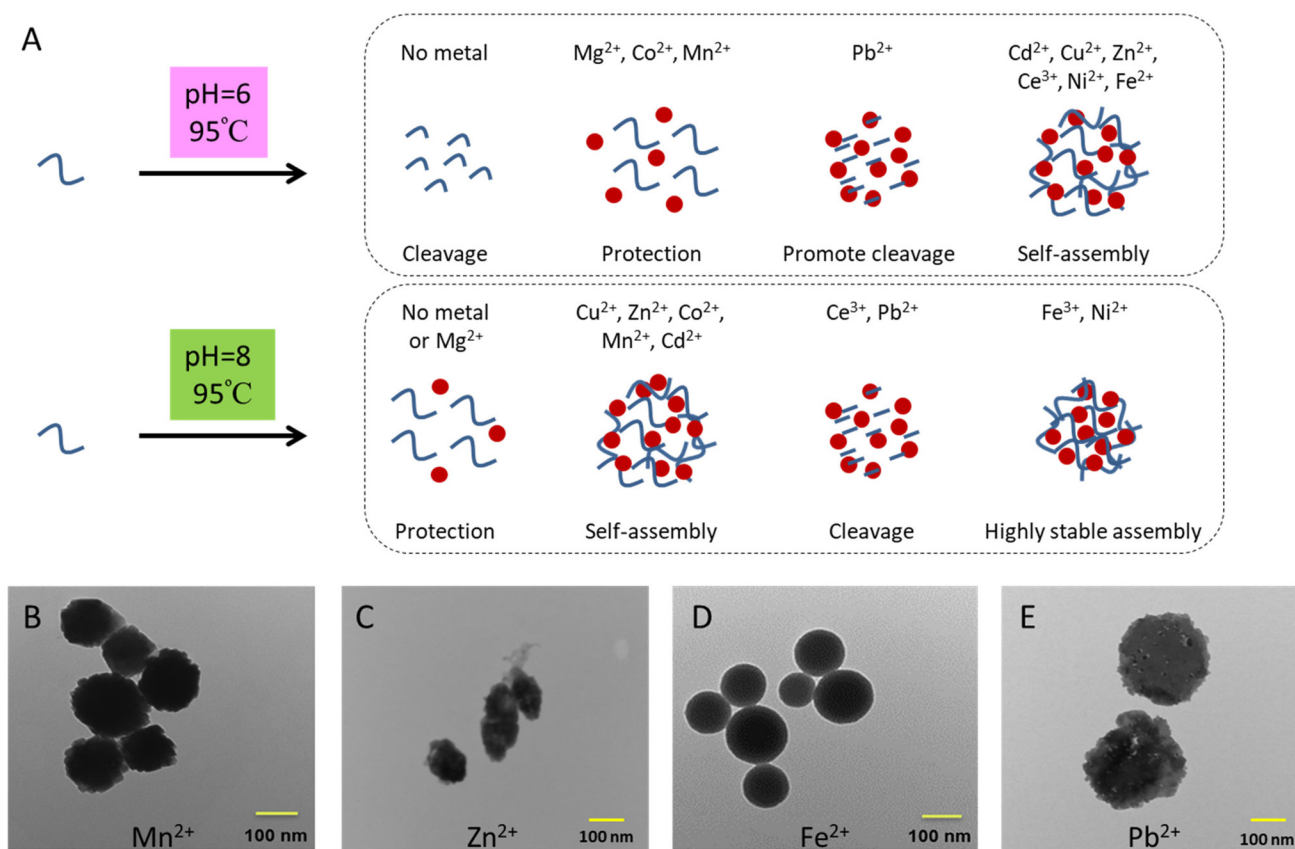 A
pH=6
95℃
No metal
Cleavage
Mg²⁺, Co²⁺, Mn²⁺
Protection
Pb²⁺
Promote cleavage
Cd²⁺, Cu²⁺, Zn²⁺,
Ce³⁺, Ni²⁺, Fe²⁺
Self-assembly
pH=8
95℃
No metal
or Mg²⁺
Protection
Cu²⁺, Zn²⁺, Co²⁺,
Mn²⁺, Cd²⁺
Self-assembly
Ce³⁺, Pb²⁺
Cleavage
Fe³⁺, Ni²⁺
Highly stable assembly
B
Mn²⁺
100 nm
C
Zn²⁺
100 nm
D
Fe²⁺
100 nm
E
Pb²⁺
100 nm